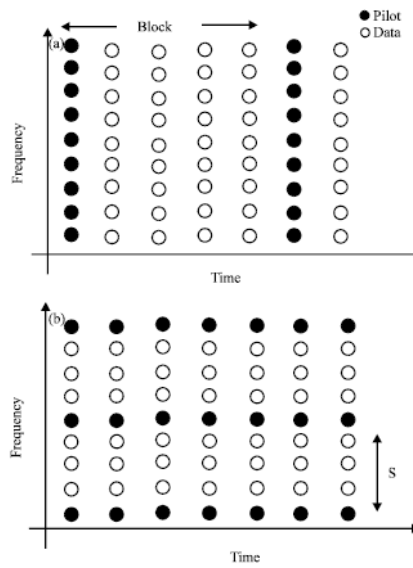 Pilot
Data
(a)
Block
Frequency
Time
(b)
Frequency
S
Time